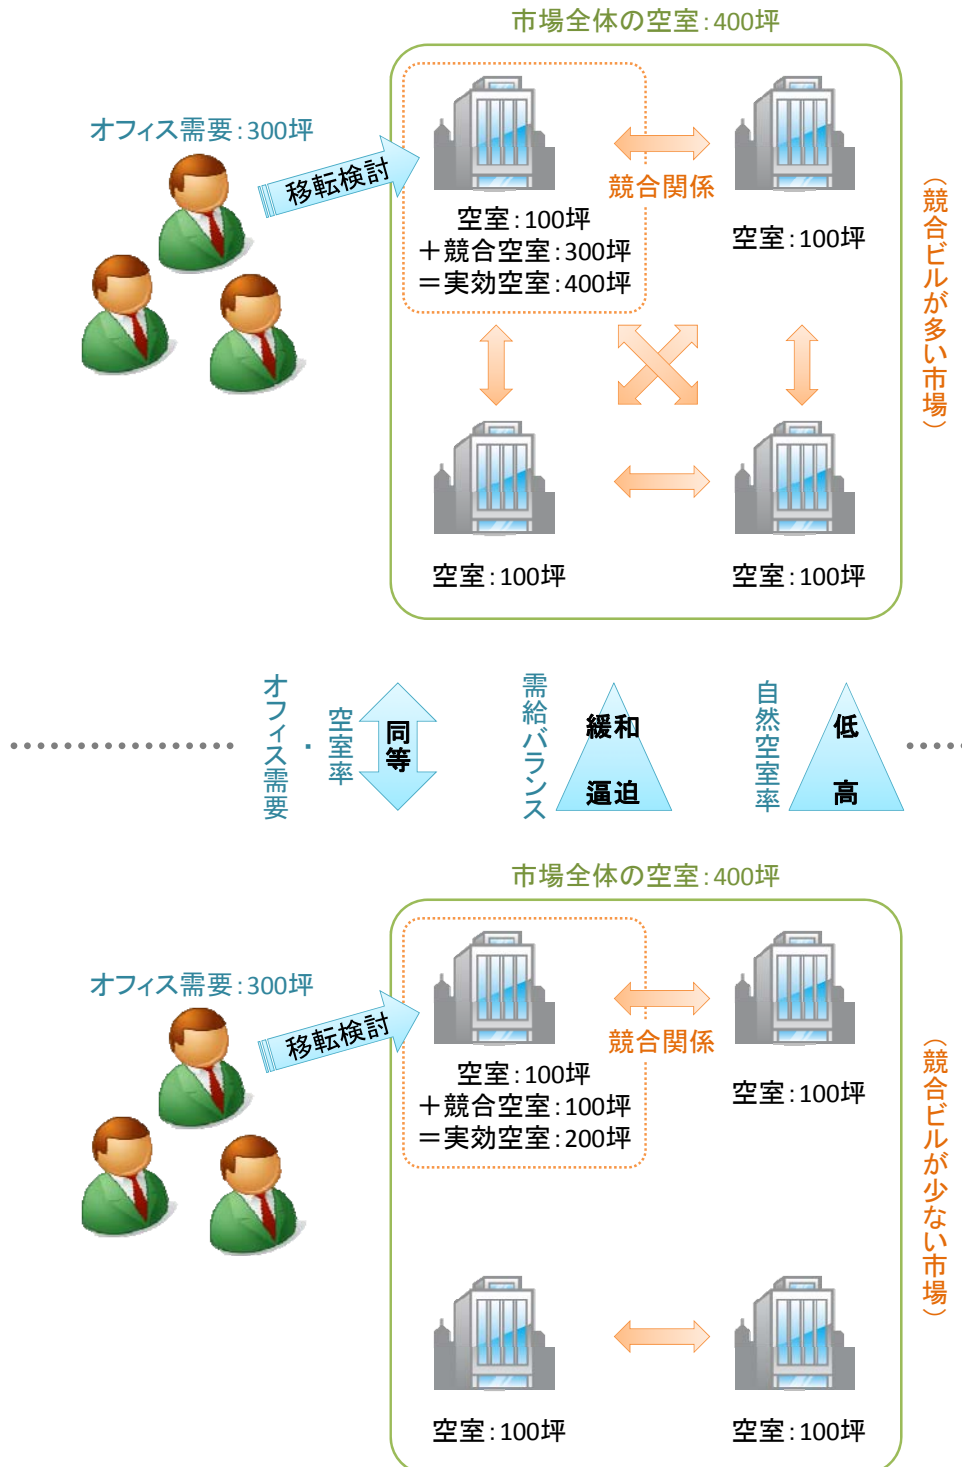 市場全体の空室：400坪
オフィス需要：300坪
移転検討
競合関係
空室：100坪
＋競合空室：300坪
＝実効空室：400坪
空室：100坪
（競合ビルが多い市場）
空室：100坪
空室：100坪
オフィス需要
・
空室率
同等
需給バランス
緩和
逼迫
自然空室率
低
高
市場全体の空室：400坪
オフィス需要：300坪
移転検討
競合関係
空室：100坪
＋競合空室：100坪
＝実効空室：200坪
空室：100坪
（競合ビルが少ない市場）
空室：100坪
空室：100坪